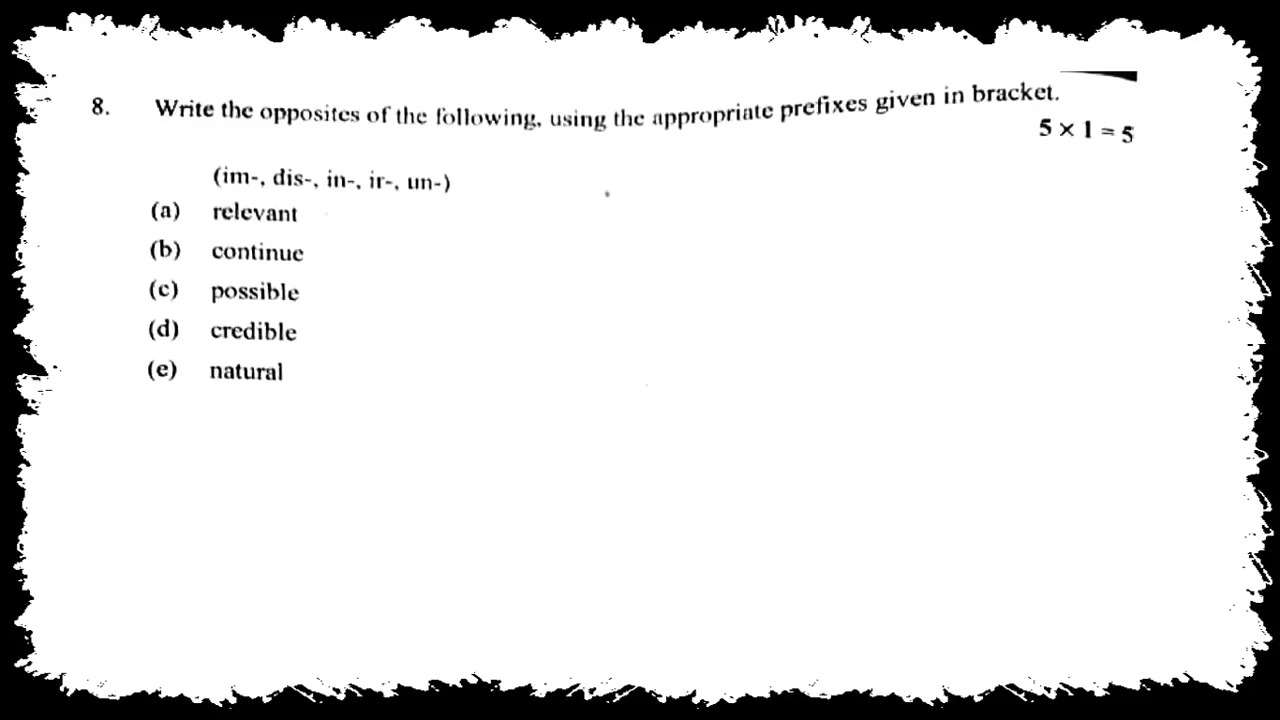 8. Write the opposites of the following, using the appropriate prefixes given in bracket.
5 × 1 = 5
(im-, dis-, in-, ir-, un-)
(a) relevant
(b) continue
(c) possible
(d) credible
(e) natural